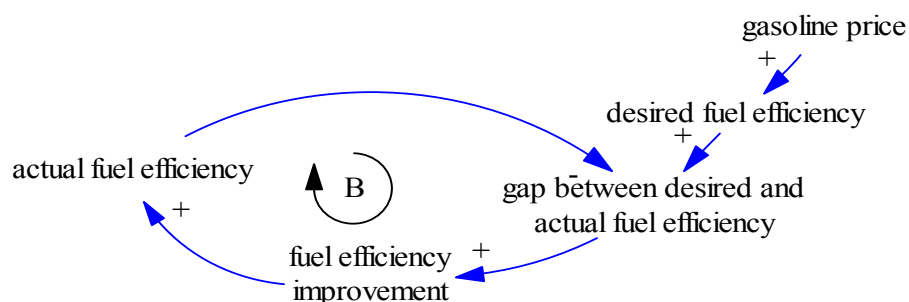 gasoline price
+
desired fuel efficiency
+
actual fuel efficiency
-
gap between desired and
actual fuel efficiency
B
+
+
fuel efficiency
improvement